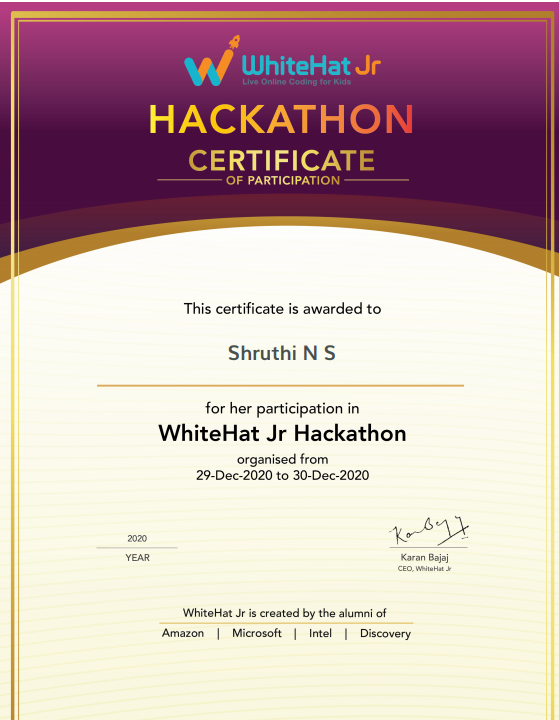 WhiteHat Jr
Live Online Coding for Kids
HACKATHON
CERTIFICATE
OF PARTICIPATION
This certificate is awarded to
Shruthi N S
for her participation in
WhiteHat Jr Hackathon
organised from
29-Dec-2020 to 30-Dec-2020
2020
YEAR
Karan Bajaj
CEO, WhiteHat Jr
WhiteHat Jr is created by the alumni of
Amazon | Microsoft | Intel | Discovery